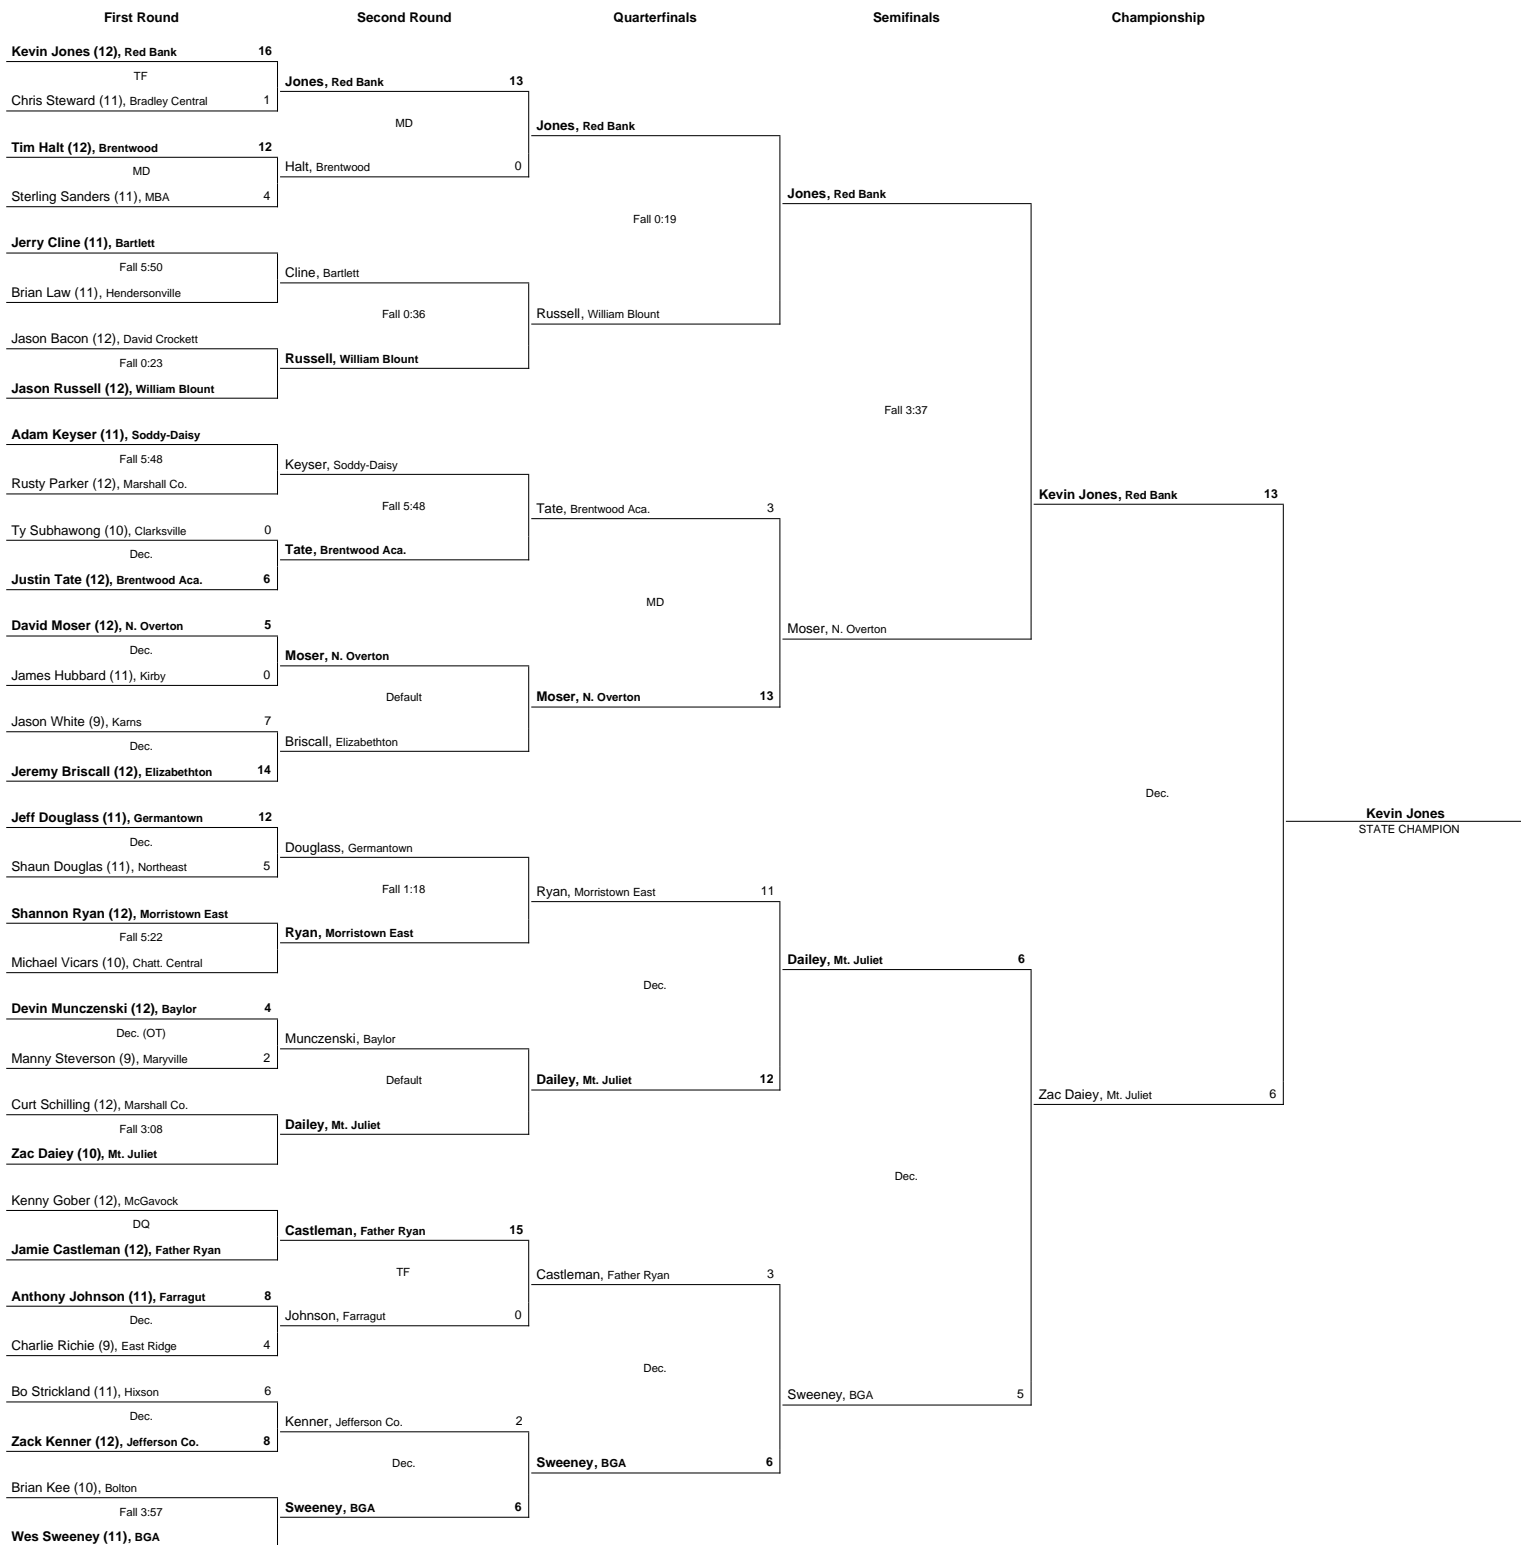 First Round
Second Round
Quarterfinals
Semifinals
Championship
Kevin Jones (12), Red Bank 16
TF
Chris Steward (11), Bradley Central 1
Tim Halt (12), Brentwood 12
MD
Sterling Sanders (11), MBA 4
Jerry Cline (11), Bartlett
Fall 5:50
Brian Law (11), Hendersonville
Jason Bacon (12), David Crockett
Fall 0:23
Jason Russell (12), William Blount
Adam Keyser (11), Soddy-Daisy
Fall 5:48
Rusty Parker (12), Marshall Co.
Ty Subhawong (10), Clarksville 0
Dec.
Justin Tate (12), Brentwood Aca. 6
David Moser (12), N. Overton 5
Dec.
James Hubbard (11), Kirby 0
Jason White (9), Karns 7
Dec.
Jeremy Briscall (12), Elizabethton 14
Jeff Douglass (11), Germantown 12
Dec.
Shaun Douglas (11), Northeast 5
Shannon Ryan (12), Morristown East
Fall 5:22
Michael Vicars (10), Chatt. Central
Devin Munczenski (12), Baylor 4
Dec. (OT)
Manny Steverson (9), Maryville 2
Curt Schilling (12), Marshall Co.
Fall 3:08
Zac Daiey (10), Mt. Juliet
Kenny Gober (12), McGavock
DQ
Jamie Castleman (12), Father Ryan
Anthony Johnson (11), Farragut 8
Dec.
Charlie Richie (9), East Ridge 4
Bo Strickland (11), Hixson 6
Dec.
Zack Kenner (12), Jefferson Co. 8
Brian Kee (10), Bolton
Fall 3:57
Wes Sweeney (11), BGA
Jones, Red Bank 13
MD
Halt, Brentwood 0
Cline, Bartlett
Fall 0:36
Russell, William Blount
Keyser, Soddy-Daisy
Fall 5:48
Tate, Brentwood Aca.
Moser, N. Overton
Default
Briscall, Elizabethton
Douglass, Germantown
Fall 1:18
Ryan, Morristown East
Munczenski, Baylor
Default
Dailey, Mt. Juliet
Castleman, Father Ryan 15
TF
Johnson, Farragut 0
Kenner, Jefferson Co. 2
Dec.
Sweeney, BGA 6
Jones, Red Bank
Fall 0:19
Russell, William Blount
Tate, Brentwood Aca. 3
MD
Moser, N. Overton 13
Ryan, Morristown East 11
Dec.
Dailey, Mt. Juliet 12
Castleman, Father Ryan 3
Dec.
Sweeney, BGA 6
Jones, Red Bank
Fall 3:37
Moser, N. Overton
Dailey, Mt. Juliet 6
Dec.
Sweeney, BGA 5
Kevin Jones, Red Bank 13
Dec.
Zac Daiey, Mt. Juliet 6
Kevin Jones
STATE CHAMPION